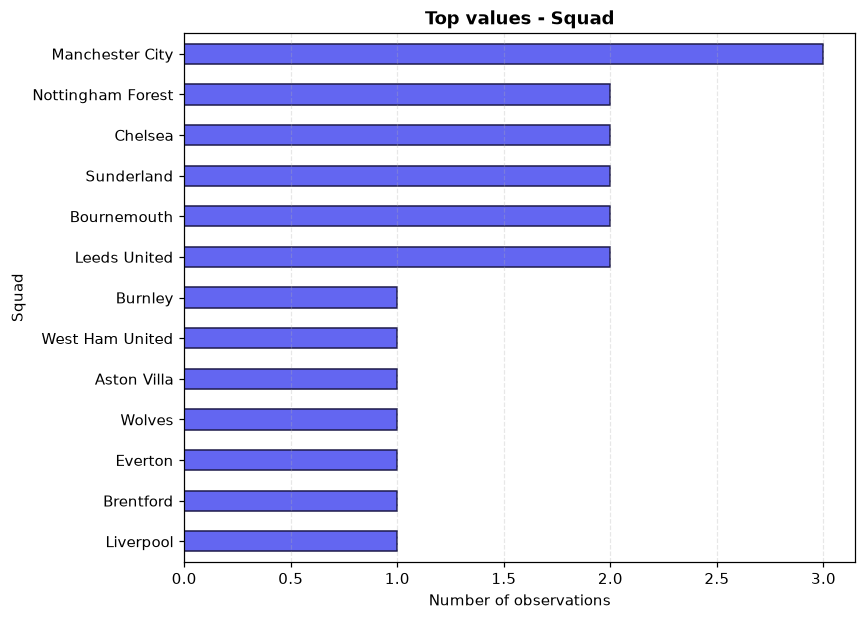 Top values - Squad
Manchester City
Nottingham Forest
Chelsea
Sunderland
Bournemouth
Leeds United
Burnley
West Ham United
Aston Villa
Wolves
Everton
Brentford
Liverpool
Squad
0.0 0.5 1.0 1.5 2.0 2.5 3.0
Number of observations